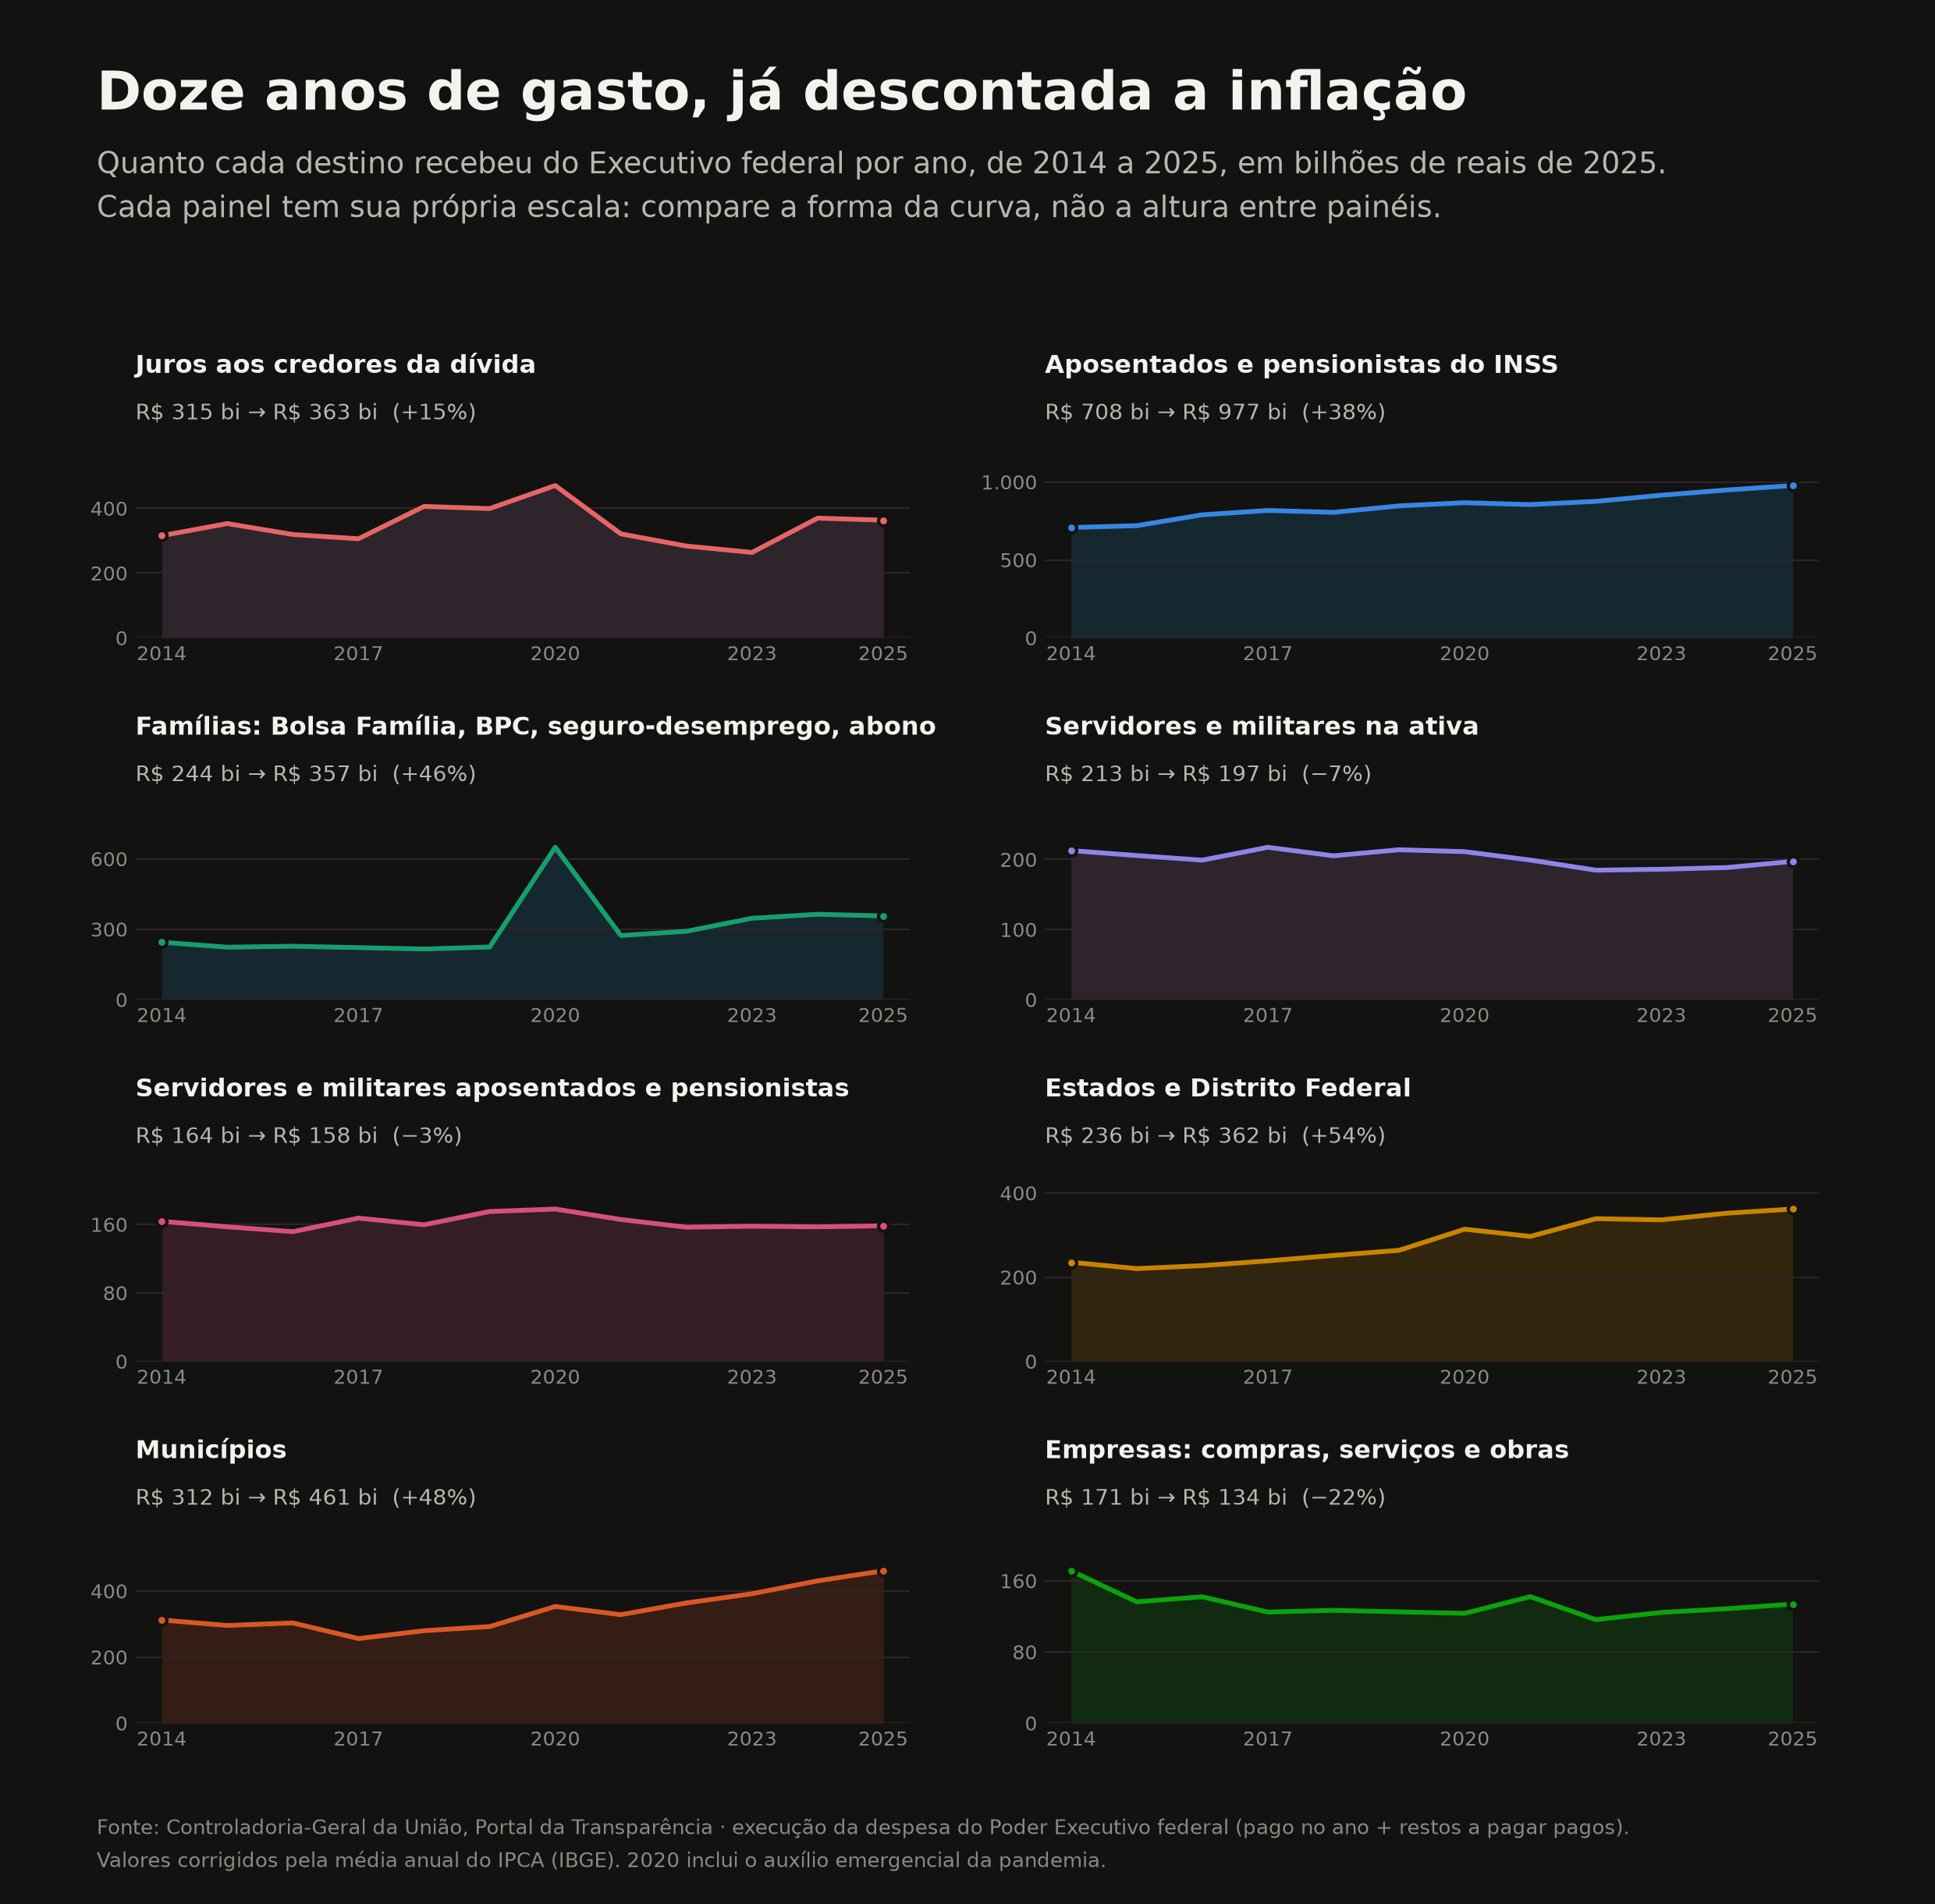 Doze anos de gasto, já descontada a inflação
Quanto cada destino recebeu do Executivo federal por ano, de 2014 a 2025, em bilhões de reais de 2025.
Cada painel tem sua própria escala: compare a forma da curva, não a altura entre painéis.
Juros aos credores da dívida
R$ 315 bi → R$ 363 bi (+15%)
400
200
0
2014 2017 2020 2023 2025
Aposentados e pensionistas do INSS
R$ 708 bi → R$ 977 bi (+38%)
1.000
500
0
2014 2017 2020 2023 2025
Famílias: Bolsa Família, BPC, seguro-desemprego, abono
R$ 244 bi → R$ 357 bi (+46%)
600
300
0
2014 2017 2020 2023 2025
Servidores e militares na ativa
R$ 213 bi → R$ 197 bi (−7%)
200
100
0
2014 2017 2020 2023 2025
Servidores e militares aposentados e pensionistas
R$ 164 bi → R$ 158 bi (−3%)
160
80
0
2014 2017 2020 2023 2025
Estados e Distrito Federal
R$ 236 bi → R$ 362 bi (+54%)
400
200
0
2014 2017 2020 2023 2025
Municípios
R$ 312 bi → R$ 461 bi (+48%)
400
200
0
2014 2017 2020 2023 2025
Empresas: compras, serviços e obras
R$ 171 bi → R$ 134 bi (−22%)
160
80
0
2014 2017 2020 2023 2025
Fonte: Controladoria-Geral da União, Portal da Transparência · execução da despesa do Poder Executivo federal (pago no ano + restos a pagar pagos).
Valores corrigidos pela média anual do IPCA (IBGE). 2020 inclui o auxílio emergencial da pandemia.